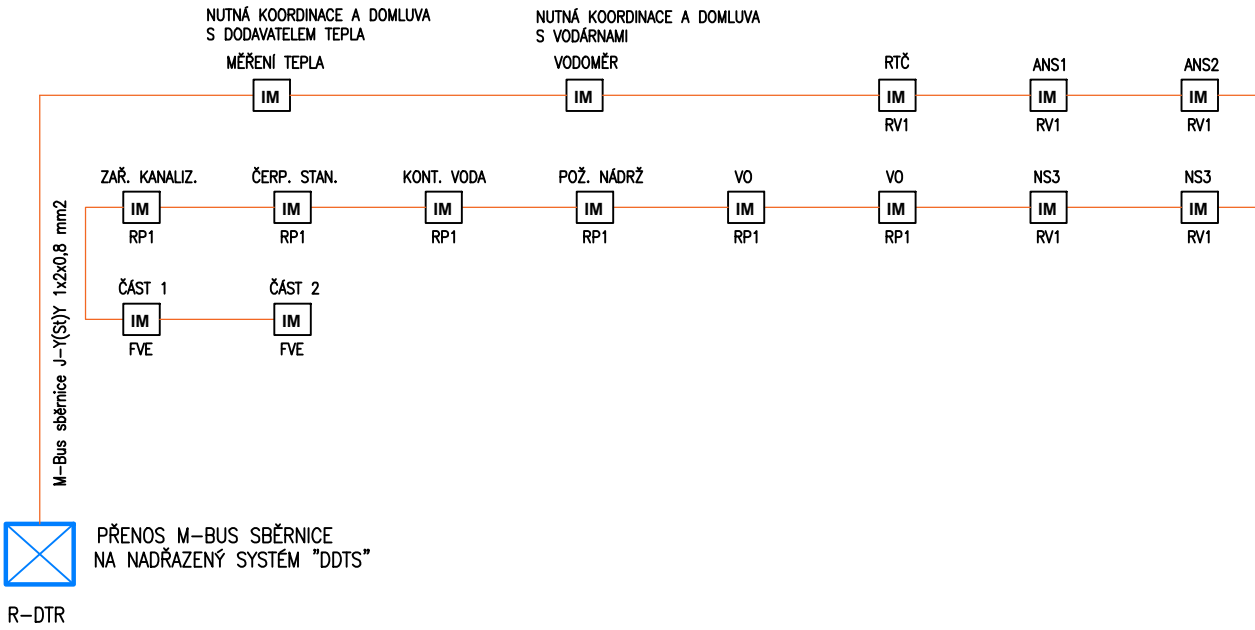 NUTNÁ KOORDINACE A DOMLUVA
S DODAVATELEM TEPLA
NUTNÁ KOORDINACE A DOMLUVA
S VODÁRNAMI
MĚŘENÍ TEPLA
VODOMĚR
RTČ
ANS1
ANS2
IM
IM
IM
IM
IM
RV1
RV1
RV1
ZAŘ. KANALIZ.
ČERP. STAN.
KONT. VODA
POŽ. NÁDRŽ
VO
VO
NS3
NS3
IM
IM
IM
IM
IM
IM
IM
IM
RP1
RP1
RP1
RP1
RP1
RP1
RV1
RV1
ČÁST 1
ČÁST 2
IM
IM
FVE
FVE
M-Bus sběrnice J-Y(St)Y 1x2x0,8 mm2
PŘENOS M-BUS SBĚRNICE
NA NADŘAZENÝ SYSTÉM "DDTS"
R-DTR